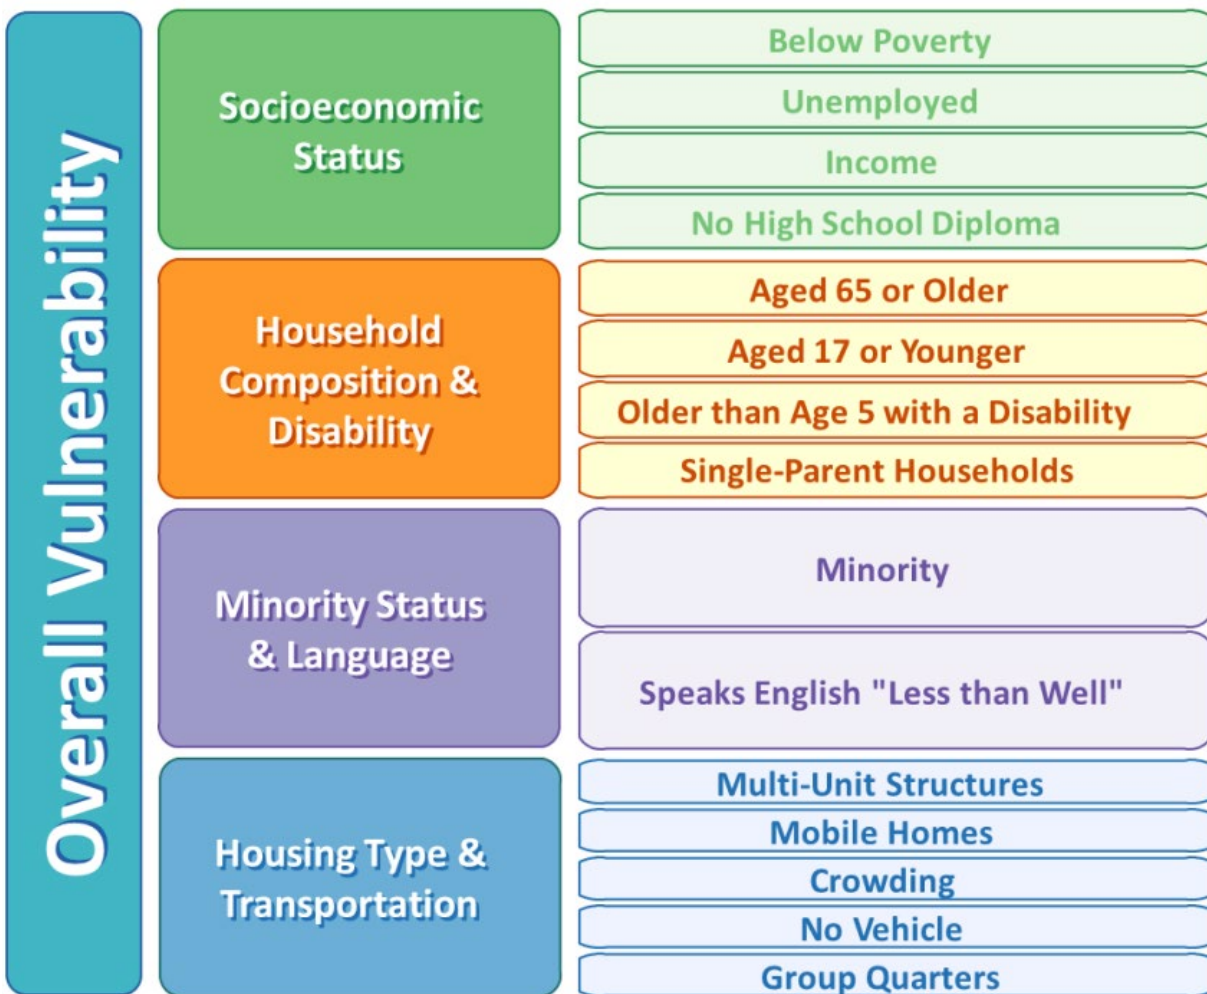 Overall Vulnerability
Socioeconomic
Status
Below Poverty
Unemployed
Income
No High School Diploma
Household
Composition &
Disability
Aged 65 or Older
Aged 17 or Younger
Older than Age 5 with a Disability
Single-Parent Households
Minority Status
& Language
Minority
Speaks English "Less than Well"
Housing Type &
Transportation
Multi-Unit Structures
Mobile Homes
Crowding
No Vehicle
Group Quarters